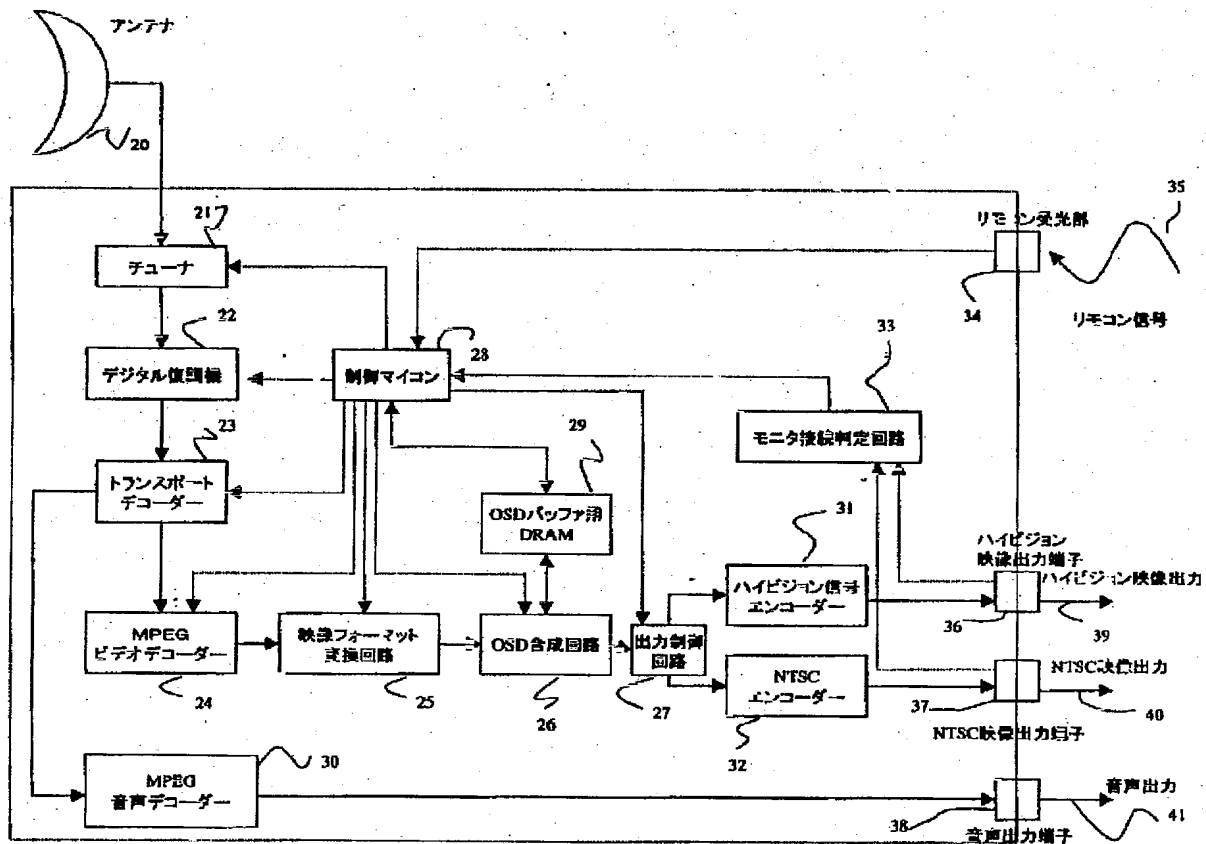 アンテナ
20
21
チューナ
リモコン受光部
35
34
リモコン信号
22
デジタル復調機
28
制御マイコン
33
モニタ接続判定回路
23
トランスポート
デコーダー
29
OSDバッファ用
DRAM
31
ハイビジョン信号
エンコーダー
ハイビジョン
映像出力端子
ハイビジョン映像出力
36
39
MPEG
ビデオデコーダー
24
映像フォーマット
変換回路
25
OSD合成回路
26
出力制御
回路
27
NTSC
エンコーダー
32
NTSC映像出力
37
40
NTSC映像出力端子
30
MPEG
音声デコーダー
音声出力
38
41
音声出力端子